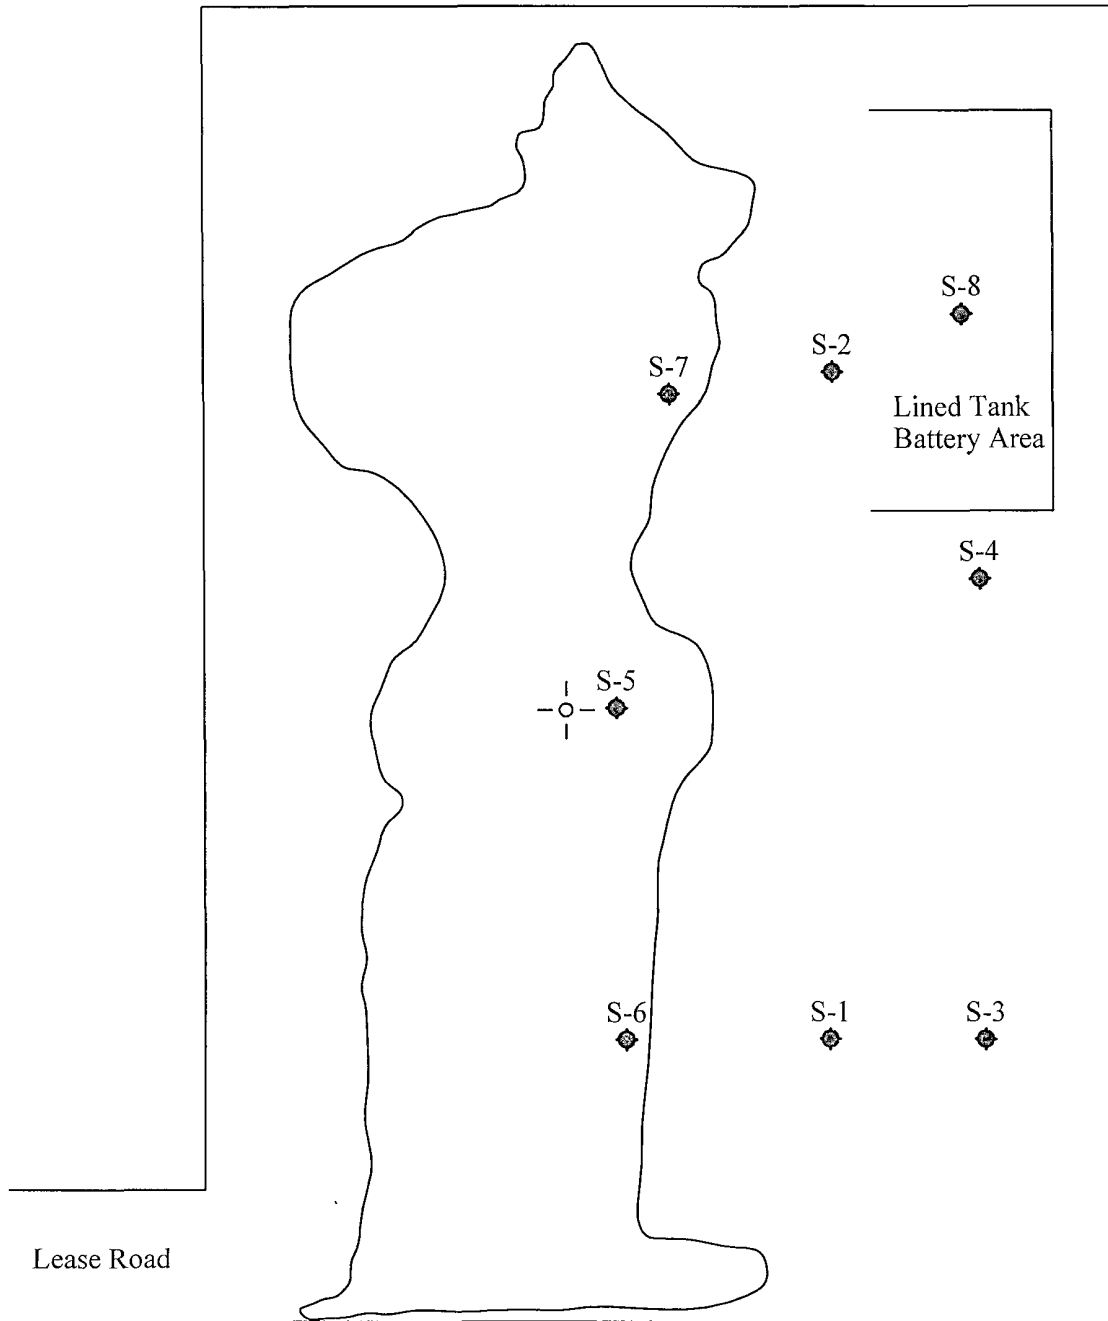 S-8
S-2
S-7
Lined Tank
Battery Area
S-4
S-5
S-6
S-1
S-3
Lease Road